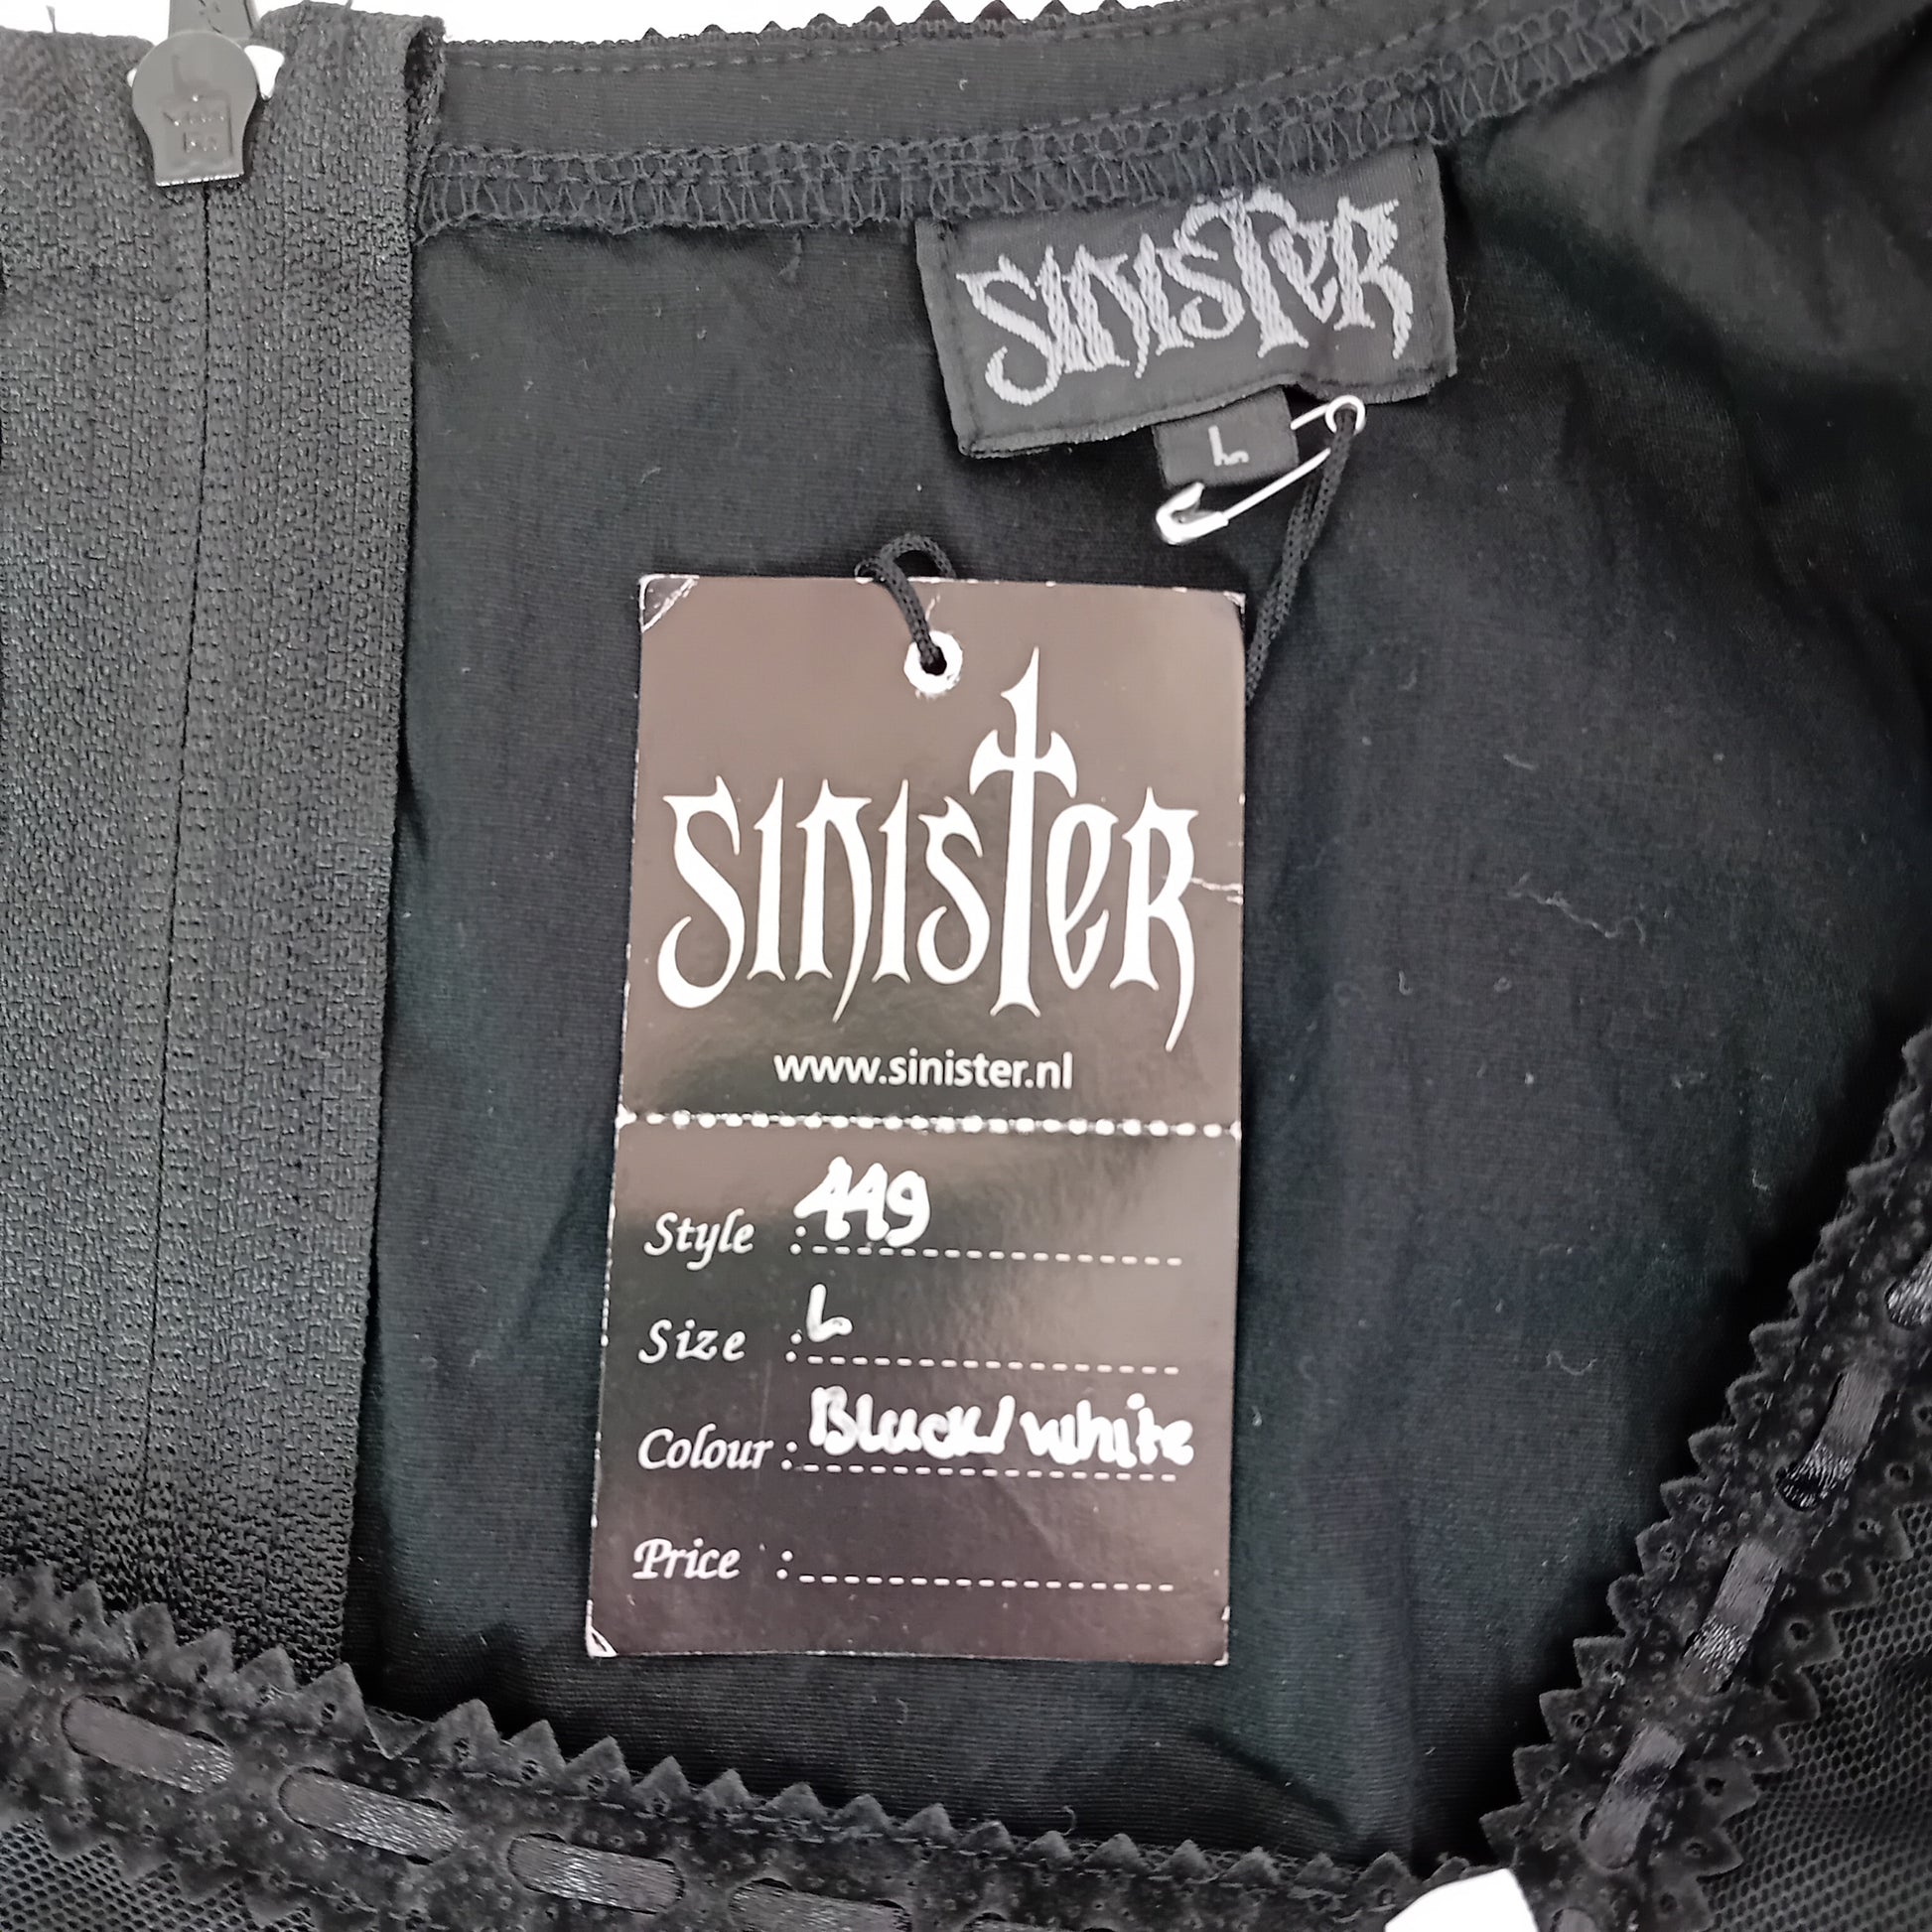 SINISTER
L
SINISTER
www.sinister.nl
Style : 449
Size : L
Colour : Black/white
Price :